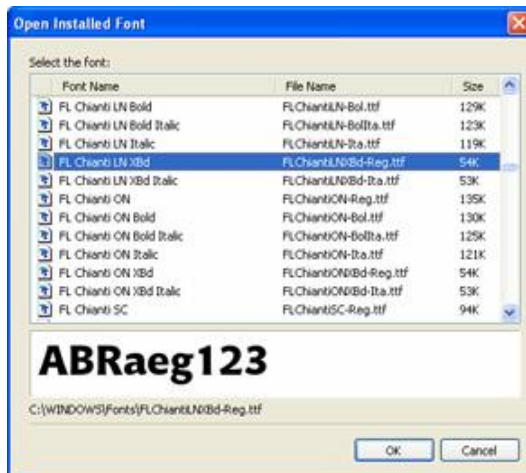 Open Installed Font
Select the font:
Font Name File Name Size
FL Chianti LN Bold FLChiantiLN-Bol.ttf 129K
FL Chianti LN Bold Italic FLChiantiLN-BolIta.ttf 123K
FL Chianti LN Italic FLChiantiLN-Ita.ttf 119K
FL Chianti LN XBd FLChiantiLNXBd-Reg.ttf 54K
FL Chianti LN XBd Italic FLChiantiLNXBd-Ita.ttf 53K
FL Chianti ON FLChiantiON-Reg.ttf 135K
FL Chianti ON Bold FLChiantiON-Bol.ttf 130K
FL Chianti ON Bold Italic FLChiantiON-BolIta.ttf 125K
FL Chianti ON Italic FLChiantiON-Ita.ttf 121K
FL Chianti ON XBd FLChiantiONXBd-Reg.ttf 54K
FL Chianti ON XBd Italic FLChiantiONXBd-Ita.ttf 53K
FL Chianti SC FLChiantiSC-Reg.ttf 94K
ABRaeg123
C:\WINDOWS\Fonts\FLChiantiLNXBd-Reg.ttf
OK Cancel